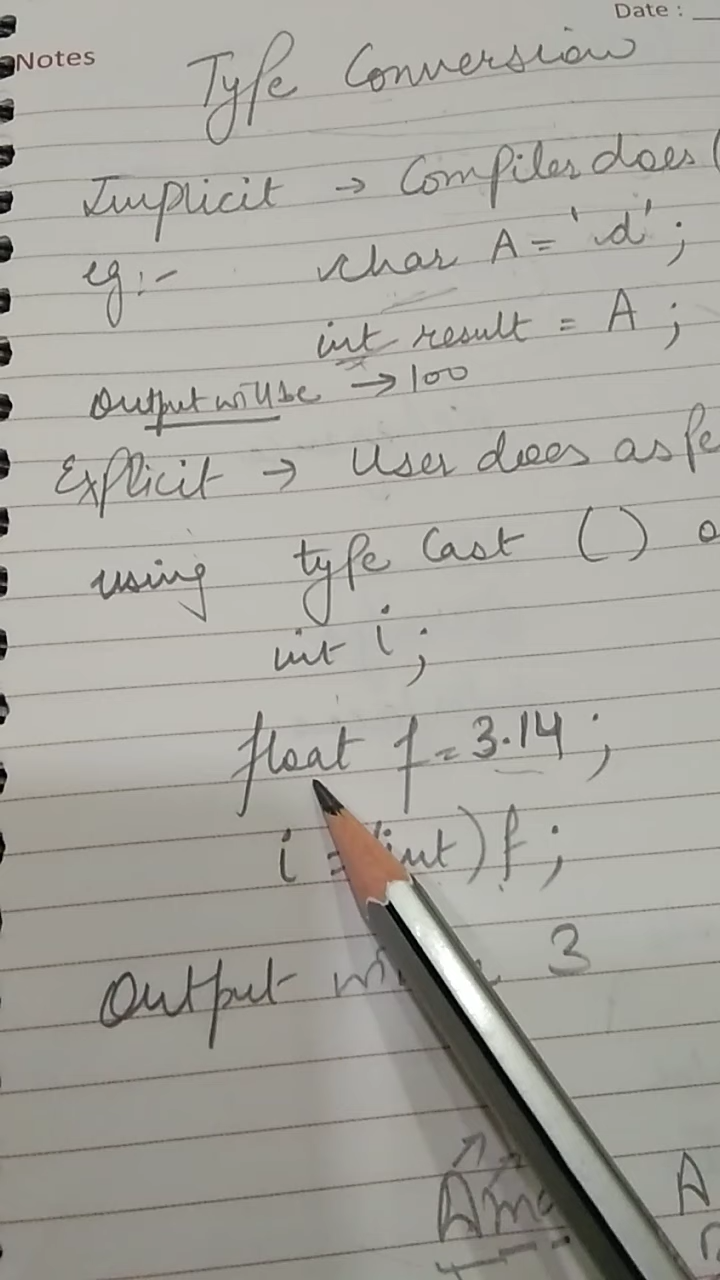 Date :
Notes
Type Conversion
Implicit → Compiler does (
eg:- char A = 'd';
int result = A ;
Output will be → 100
Explicit → User does as pe
using type Cast ( ) o
int i ;
float f = 3.14 ;
i = (int) f ;
Output 3
A